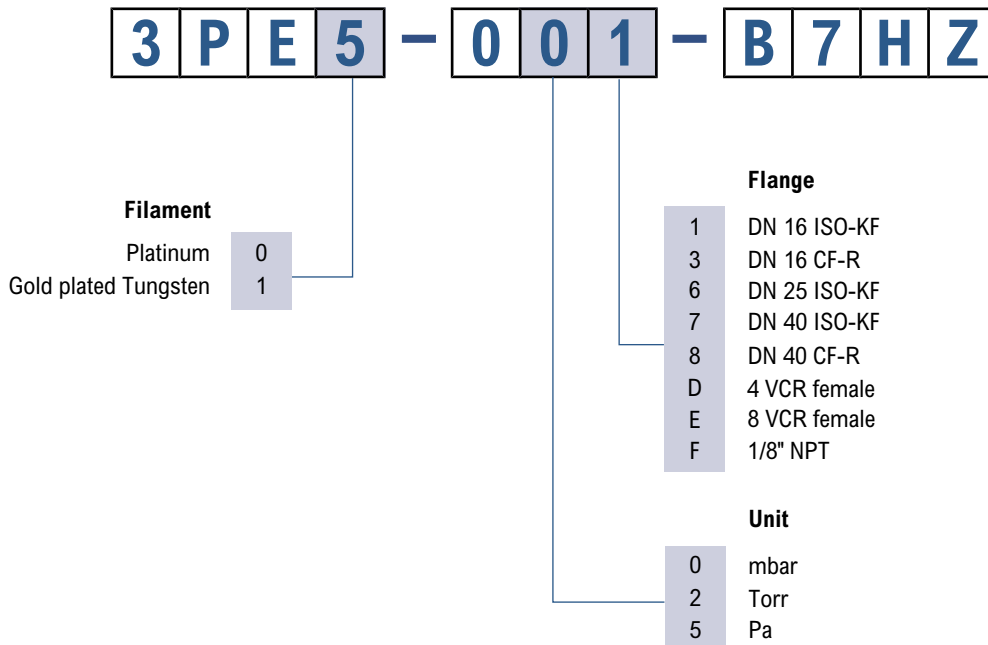 3PE5-001-B7HZ
Filament
Platinum 0
Gold plated Tungsten 1
Flange
1 DN 16 ISO-KF
3 DN 16 CF-R
6 DN 25 ISO-KF
7 DN 40 ISO-KF
8 DN 40 CF-R
D 4 VCR female
E 8 VCR female
F 1/8" NPT
Unit
0 mbar
2 Torr
5 Pa